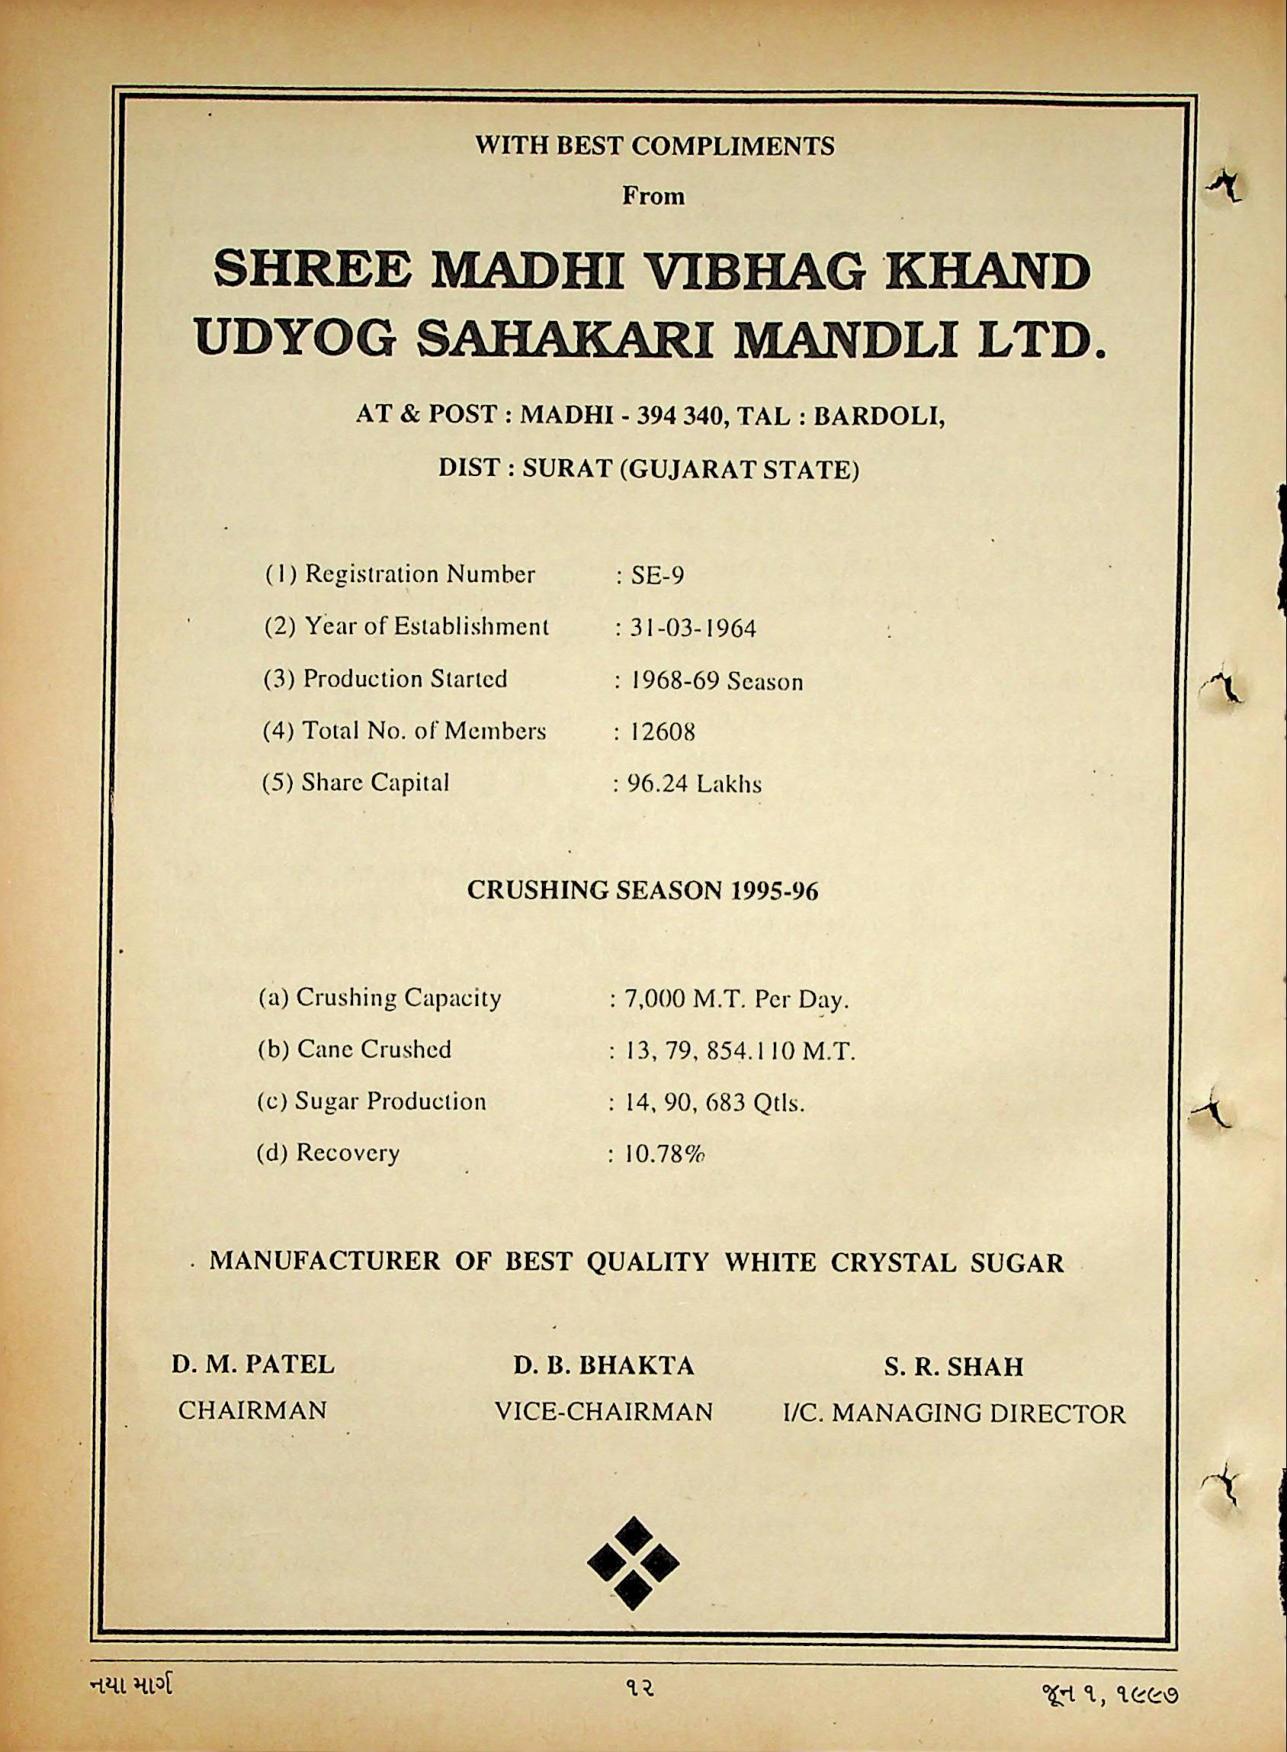 WITH BEST COMPLIMENTS
From
SHREE MADHI VIBHAG KHAND
UDYOG SAHAKARI MANDLI LTD.
AT & POST : MADHI - 394 340, TAL : BARDOLI,
DIST : SURAT (GUJARAT STATE)
(1) Registration Number : SE-9
(2) Year of Establishment : 31-03-1964
(3) Production Started : 1968-69 Season
(4) Total No. of Members : 12608
(5) Share Capital : 96.24 Lakhs
CRUSHING SEASON 1995-96
(a) Crushing Capacity : 7,000 M.T. Per Day.
(b) Cane Crushed : 13, 79, 854.110 M.T.
(c) Sugar Production : 14, 90, 683 Qtls.
(d) Recovery : 10.78%
MANUFACTURER OF BEST QUALITY WHITE CRYSTAL SUGAR
D. M. PATEL D. B. BHAKTA S. R. SHAH
CHAIRMAN VICE-CHAIRMAN I/C. MANAGING DIRECTOR
નયા માર્ગ ૧૨ જૂન ૧, ૧૯૯૭